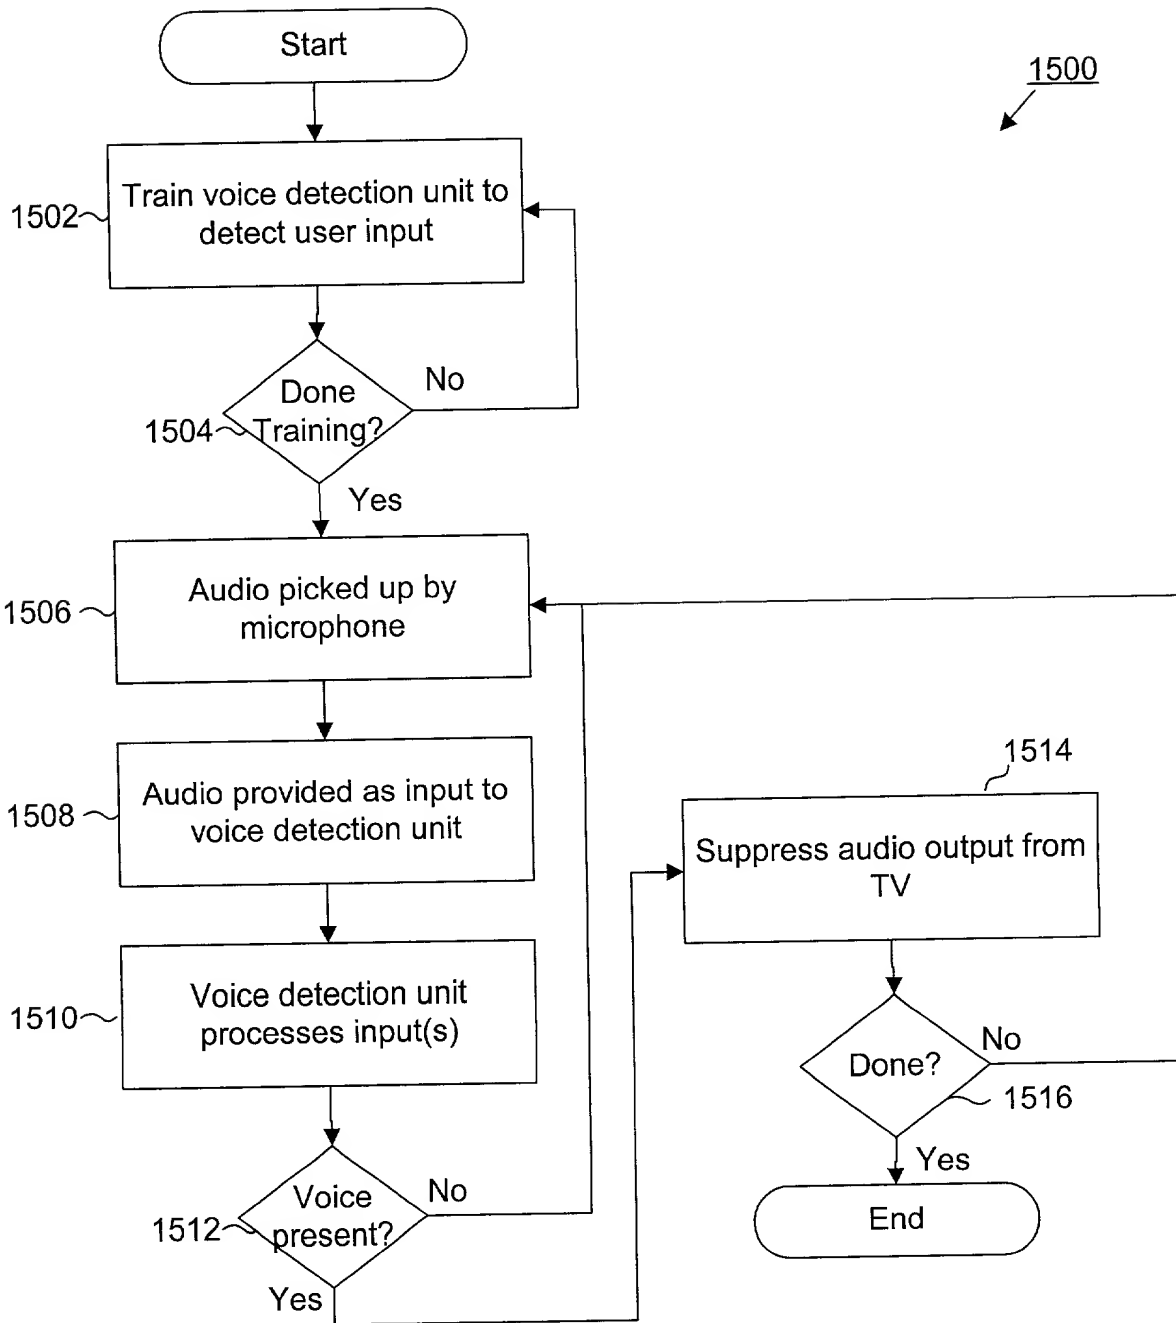 Start
1500
1502
Train voice detection unit to
detect user input
1504
Done
Training?
No
Yes
1506
Audio picked up by
microphone
1508
Audio provided as input to
voice detection unit
1510
Voice detection unit
processes input(s)
1512
Voice
present?
No
Yes
1514
Suppress audio output from
TV
Done?
No
1516
Yes
End